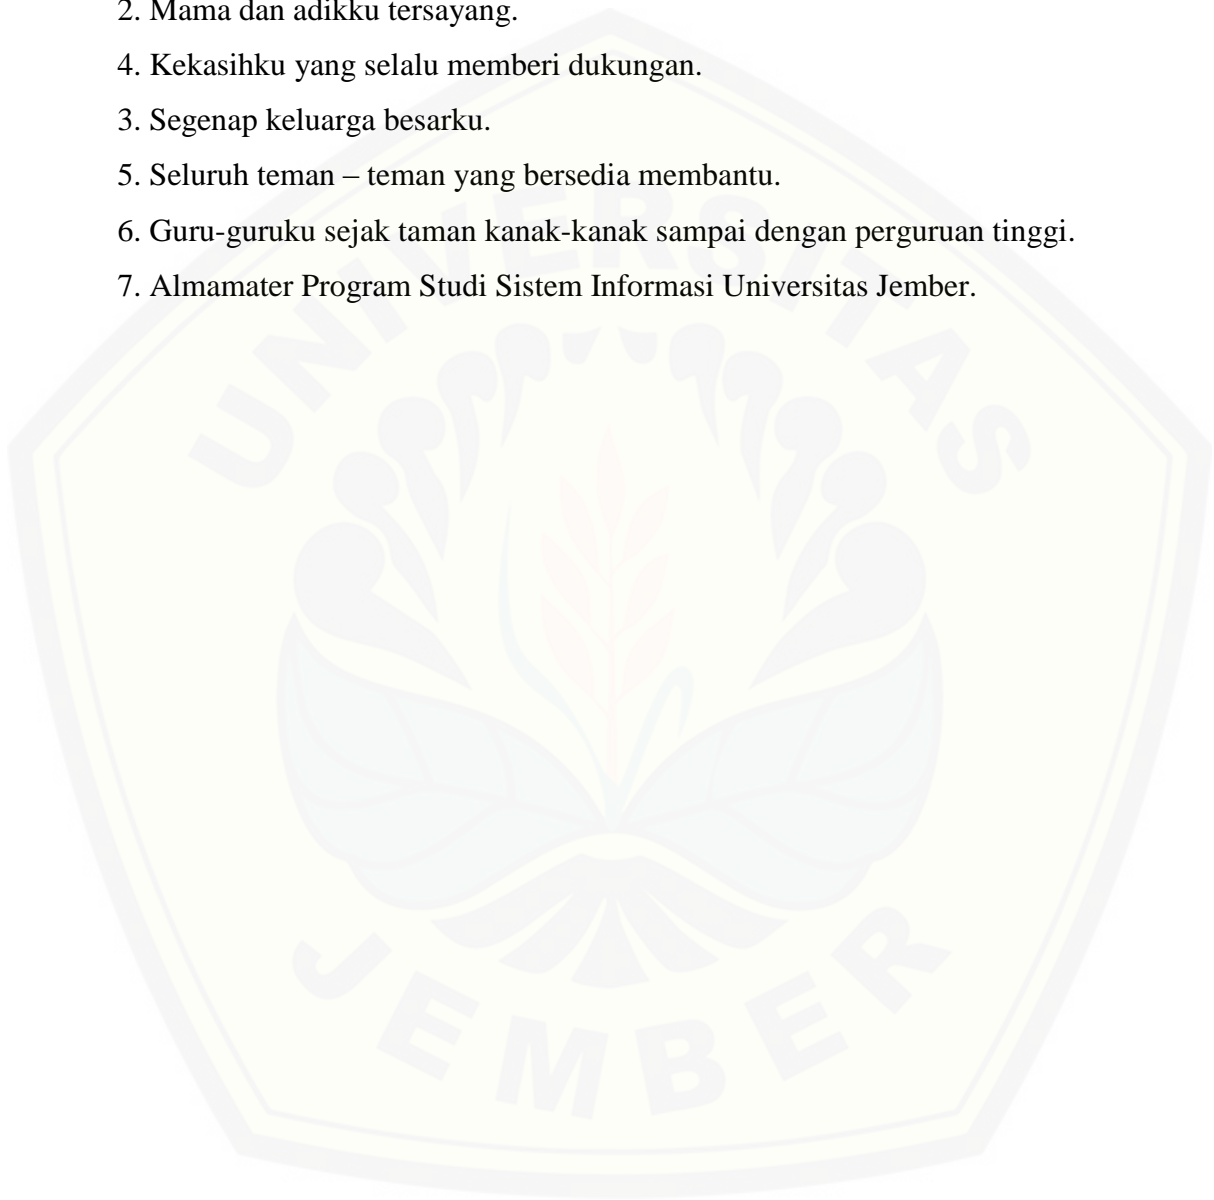 2. Mama dan adikku tersayang.
4. Kekasihku yang selalu memberi dukungan.
3. Segenap keluarga besarku.
5. Seluruh teman – teman yang bersedia membantu.
6. Guru-guruku sejak taman kanak-kanak sampai dengan perguruan tinggi.
7. Almamater Program Studi Sistem Informasi Universitas Jember.
UNIVERSITAS
JEMBER